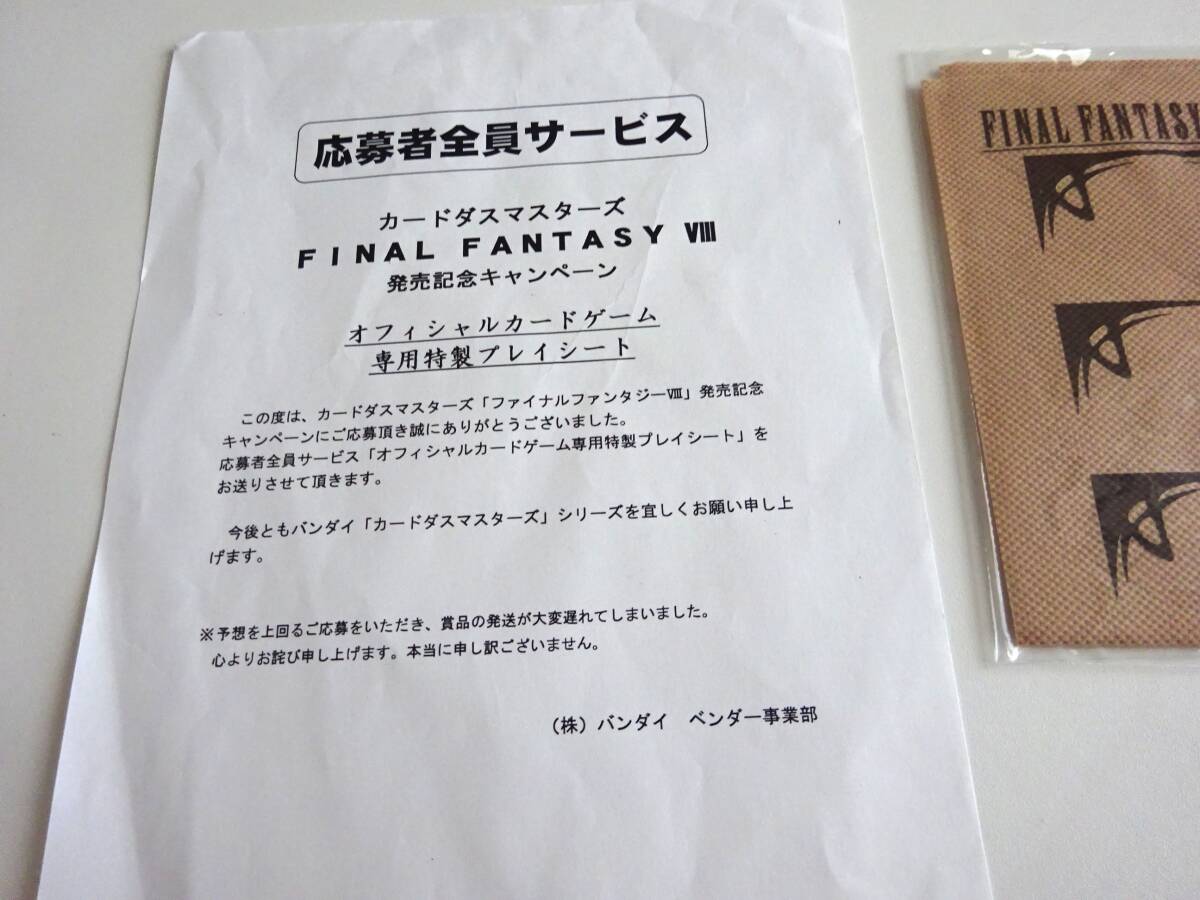 応募者全員サービス
カードダスマスターズ
FINAL FANTASY Ⅷ
発売記念キャンペーン
オフィシャルカードゲーム
専用特製プレイシート
この度は、カードダスマスターズ「ファイナルファンタジーⅧ」発売記念
キャンペーンにご応募頂き誠にありがとうございました。
応募者全員サービス「オフィシャルカードゲーム専用特製プレイシート」を
お送りさせて頂きます。
今後ともバンダイ「カードダスマスターズ」シリーズを宜しくお願い申し上
げます。
※予想を上回るご応募をいただき、賞品の発送が大変遅れてしまいました。
心よりお詫び申し上げます。本当に申し訳ございません。
（株）バンダイ　ベンダー事業部
FINAL FANTASY